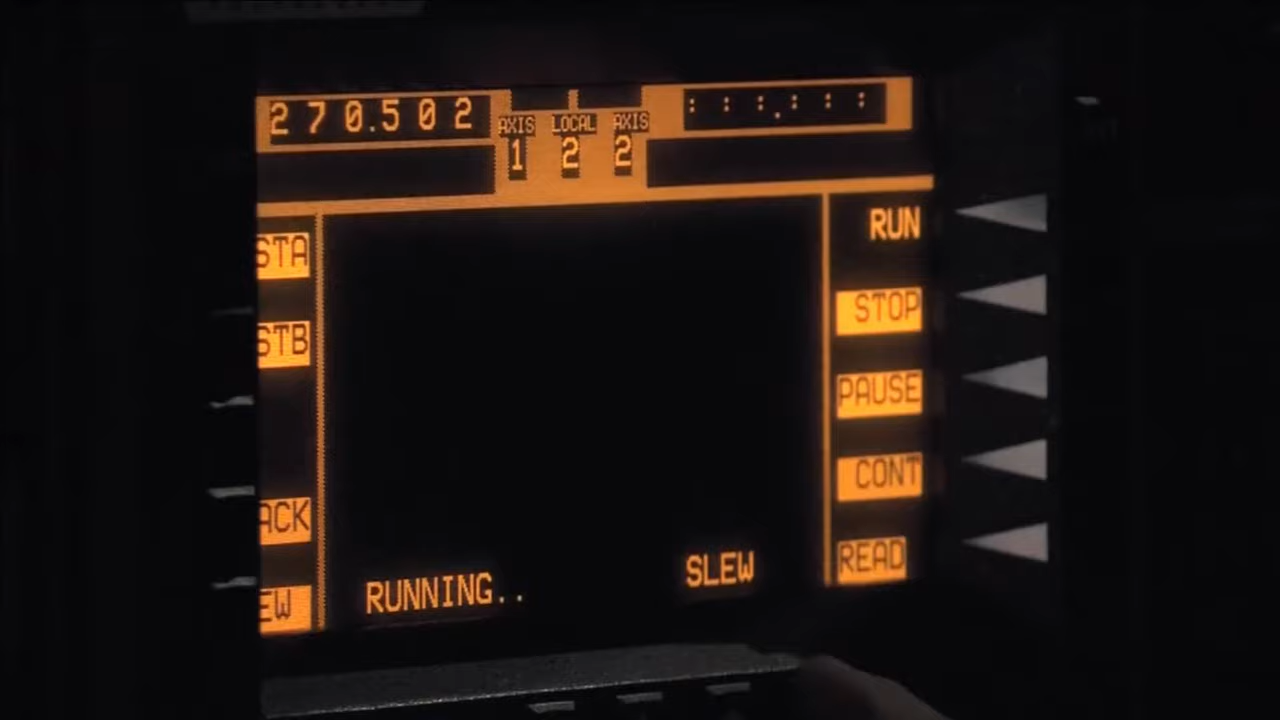 270.502
: : :.: : :
AXIS LOCAL AXIS
1 2 2
RUN
STA
STOP
STB
PAUSE
CONT
ACK
READ
EW
RUNNING..
SLEW